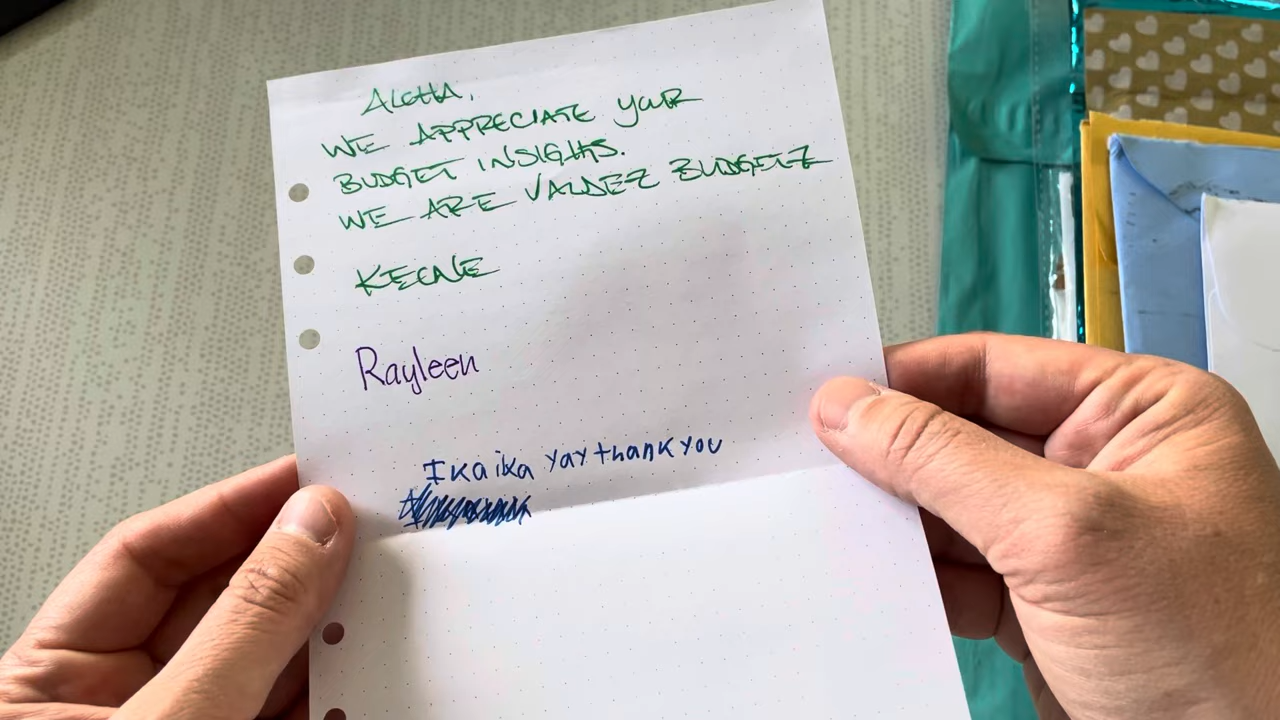 ALOHA,
WE APPRECIATE YOUR
BUDGET INSIGHTS.
WE ARE VALDEZ BUDGETZ
KEONE
Rayleen
Ikaika yay thank you